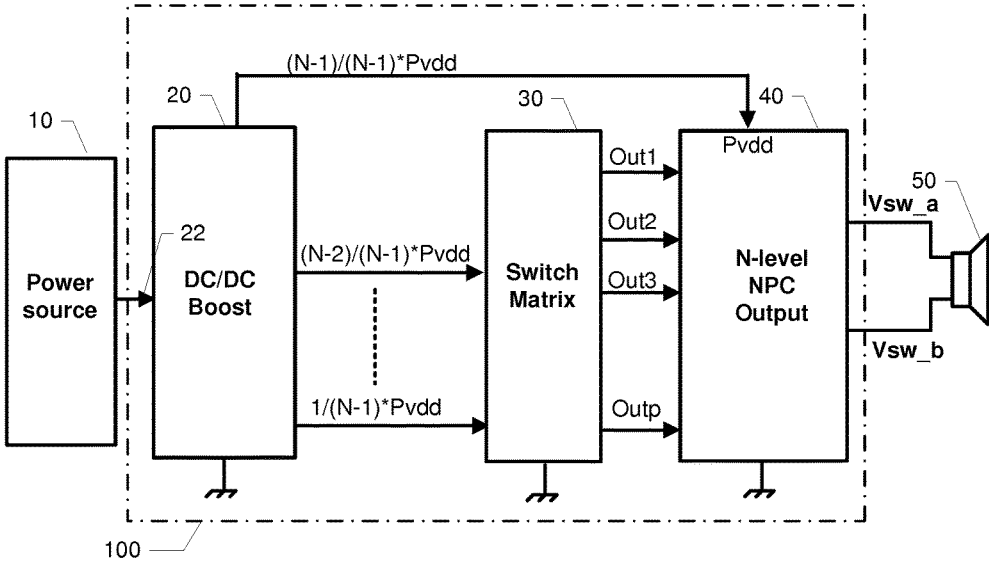 (N-1)/(N-1)*Pvdd
10
20
30
40
Pvdd
Out1
50
Vsw_a
22
Out2
(N-2)/(N-1)*Pvdd
Power
source
DC/DC
Boost
Switch
Matrix
Out3
N-level
NPC
Output
Vsw_b
1/(N-1)*Pvdd
Outp
100